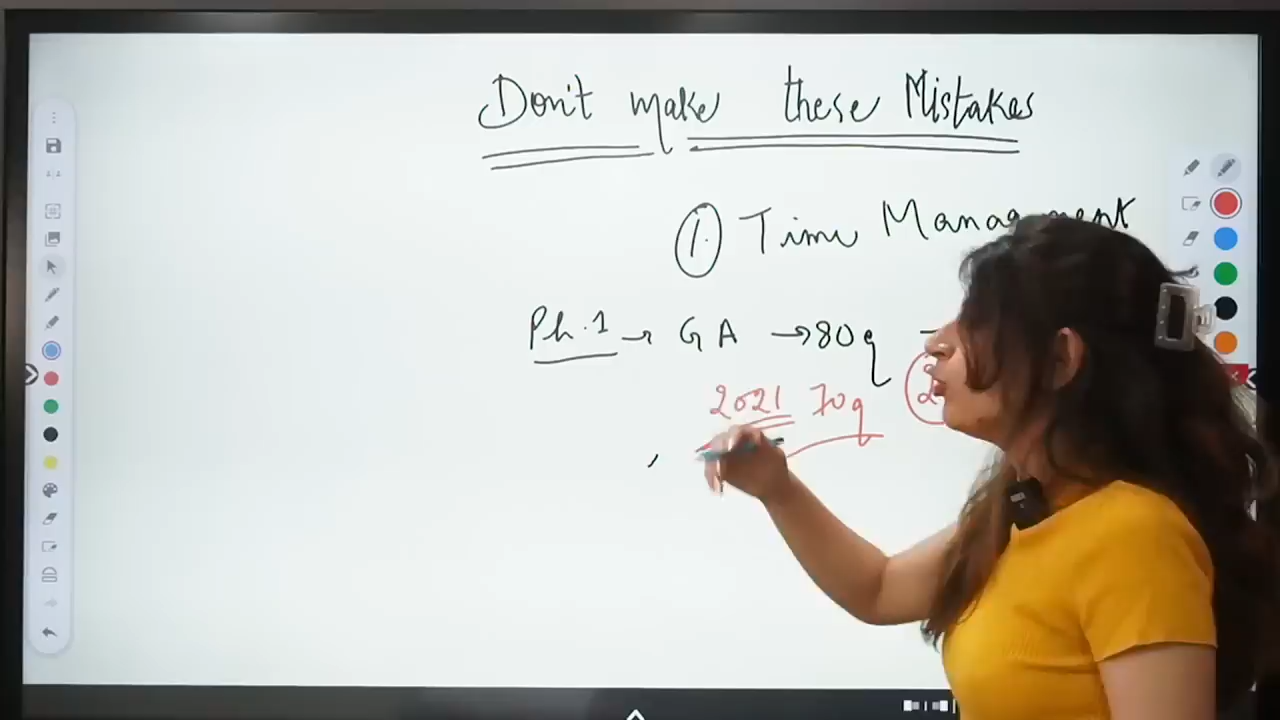 Don't make these Mistakes
1. Time Management
Ph.1 → GA → 80q
2021 70q